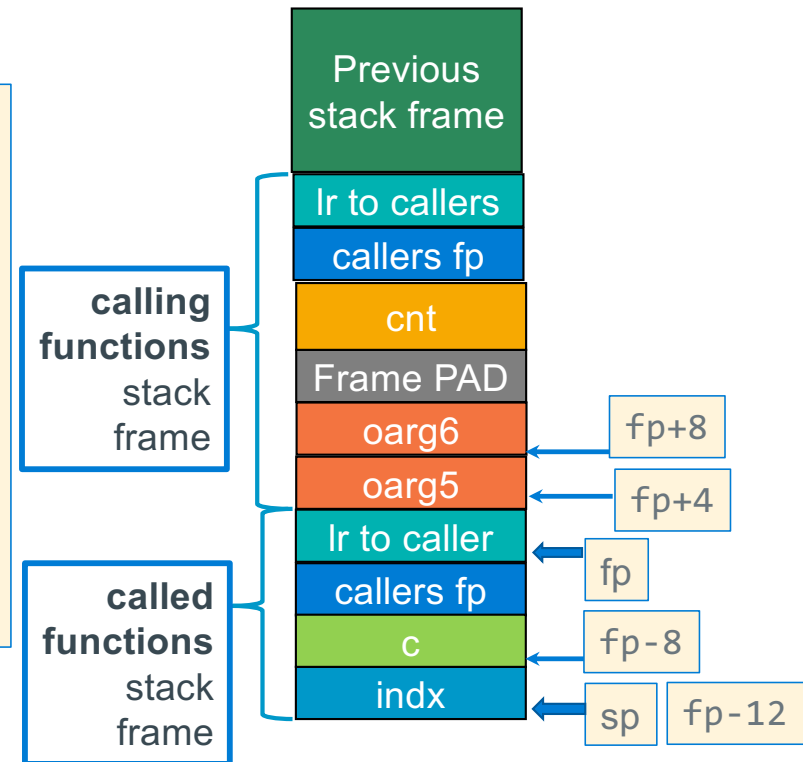 Previous
stack frame
lr to callers
callers fp
calling
functions
stack
frame
cnt
Frame PAD
oarg6
fp+8
oarg5
fp+4
lr to caller
fp
called
functions
stack
frame
callers fp
c
fp-8
indx
sp
fp-12